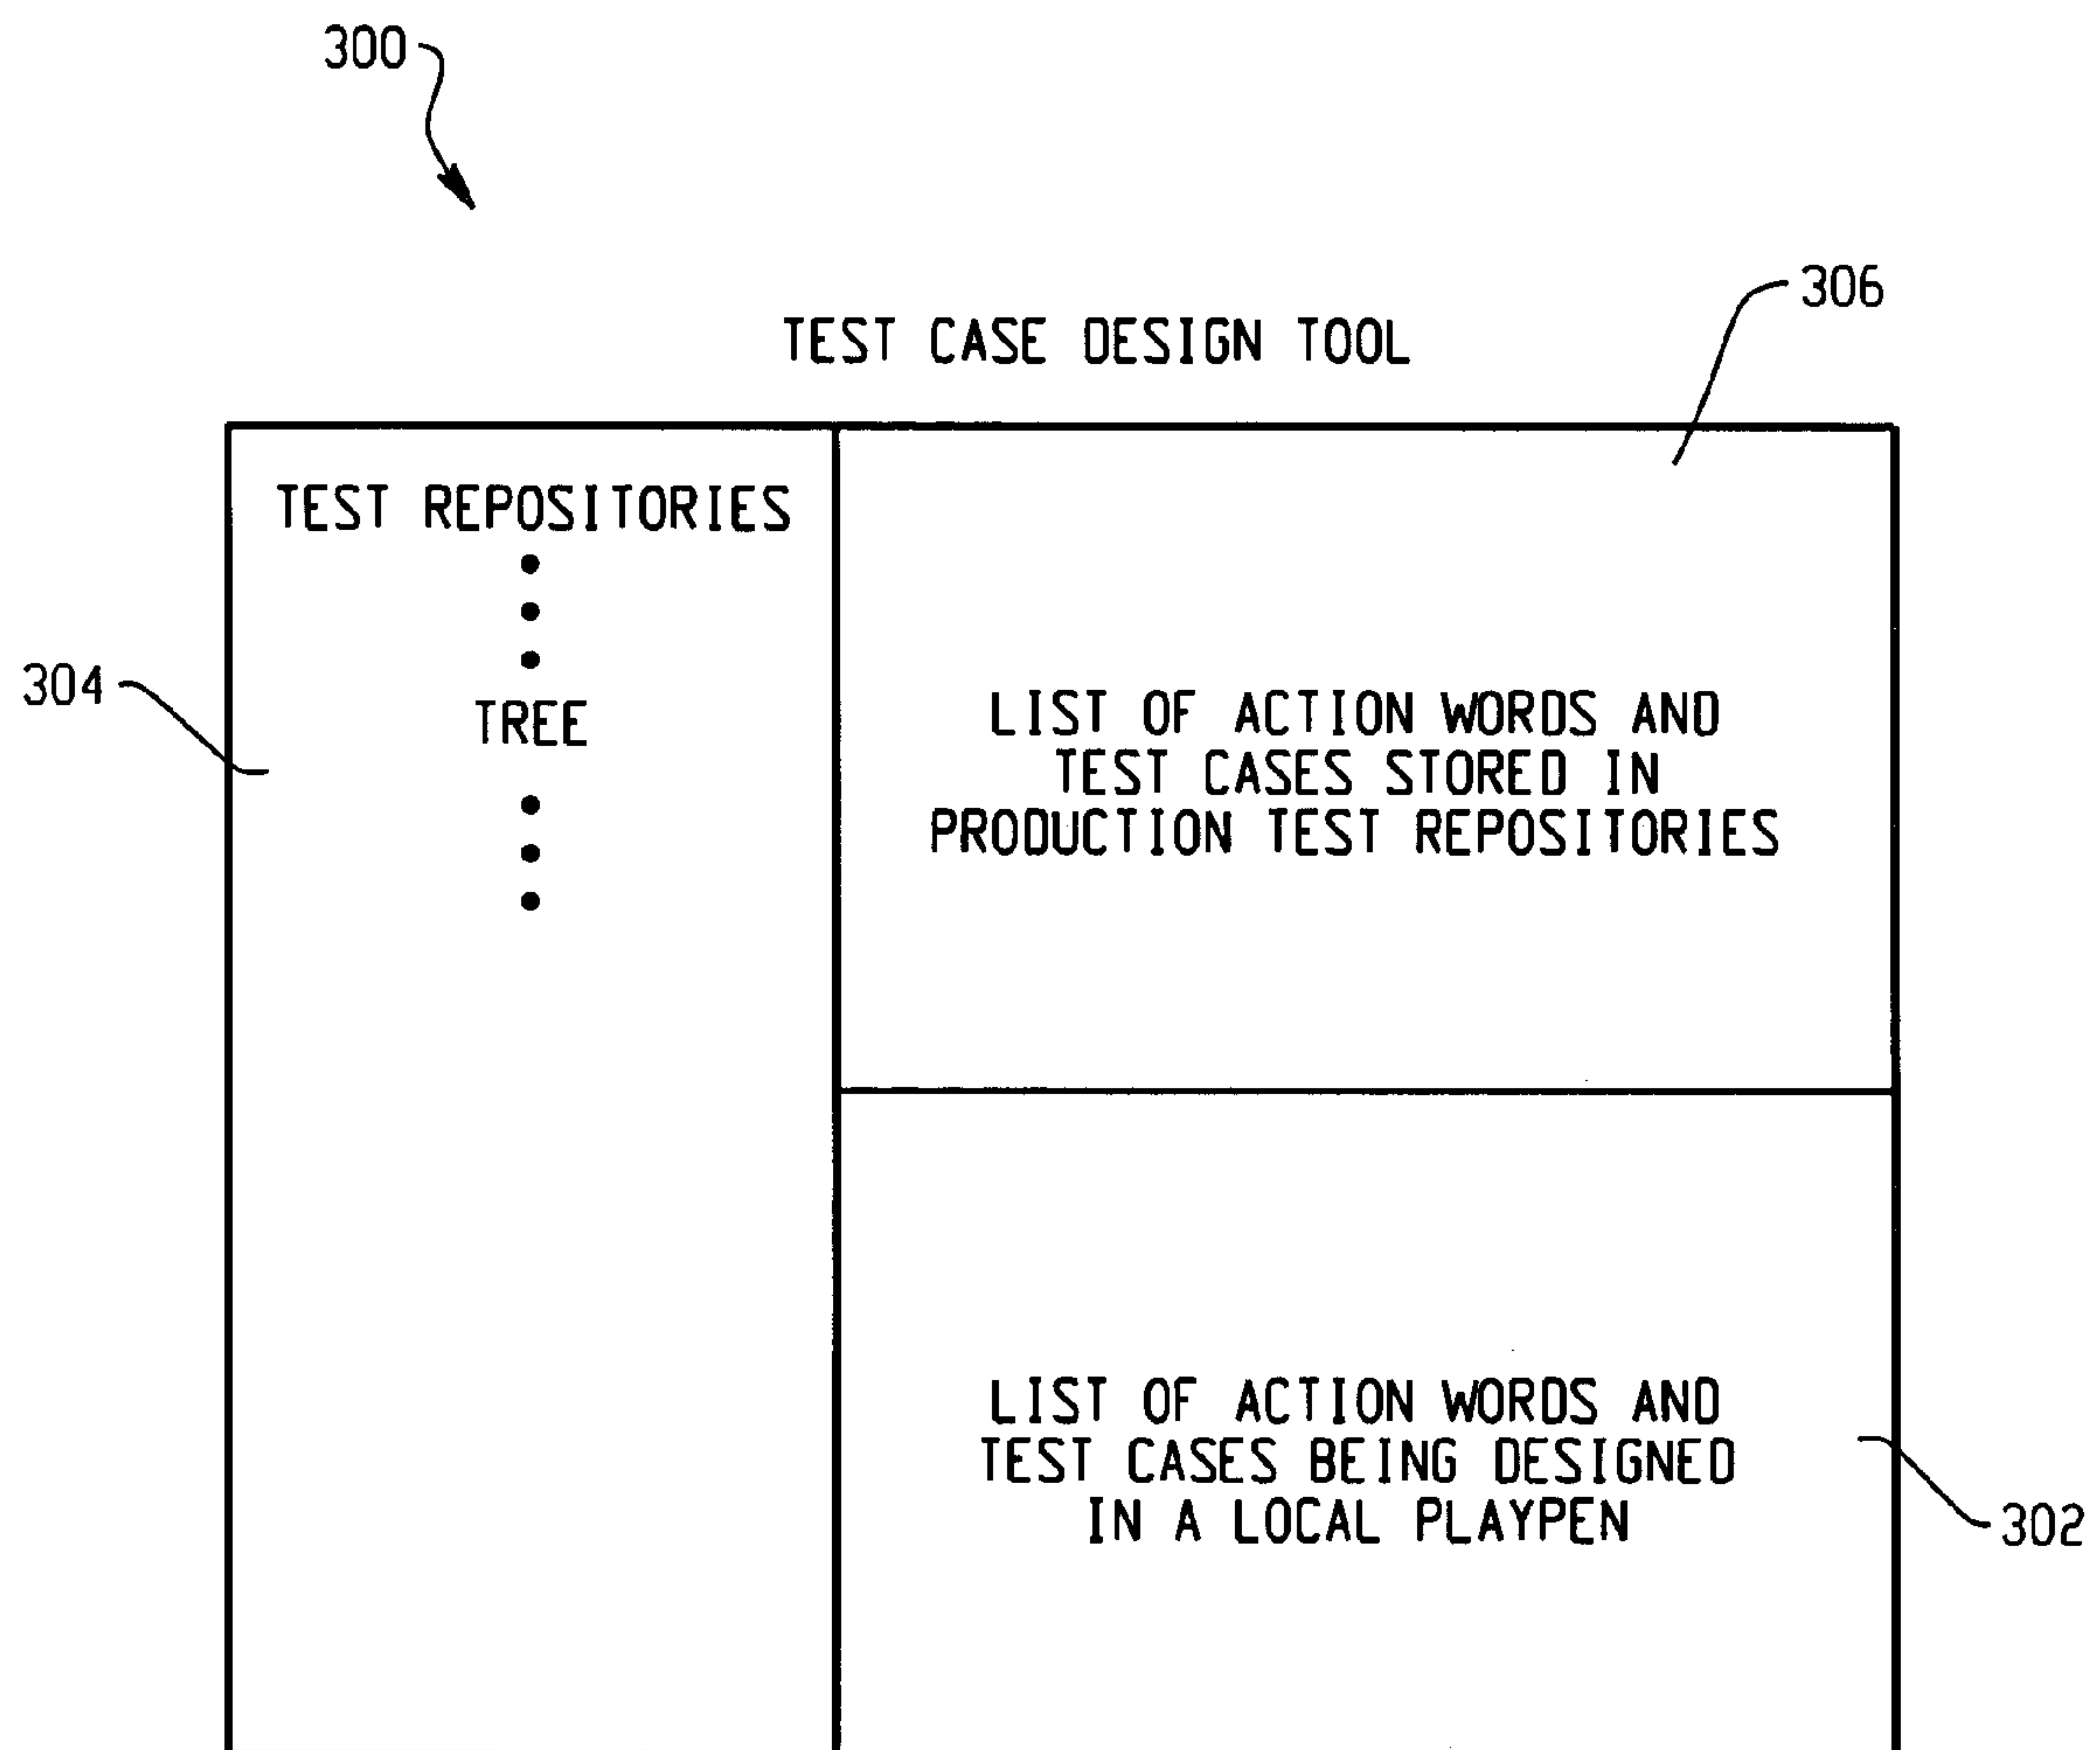 300
306
TEST CASE DESIGN TOOL
TEST REPOSITORIES
304
TREE
LIST OF ACTION WORDS AND
TEST CASES STORED IN
PRODUCTION TEST REPOSITORIES
LIST OF ACTION WORDS AND
TEST CASES BEING DESIGNED
IN A LOCAL PLAYPEN
302